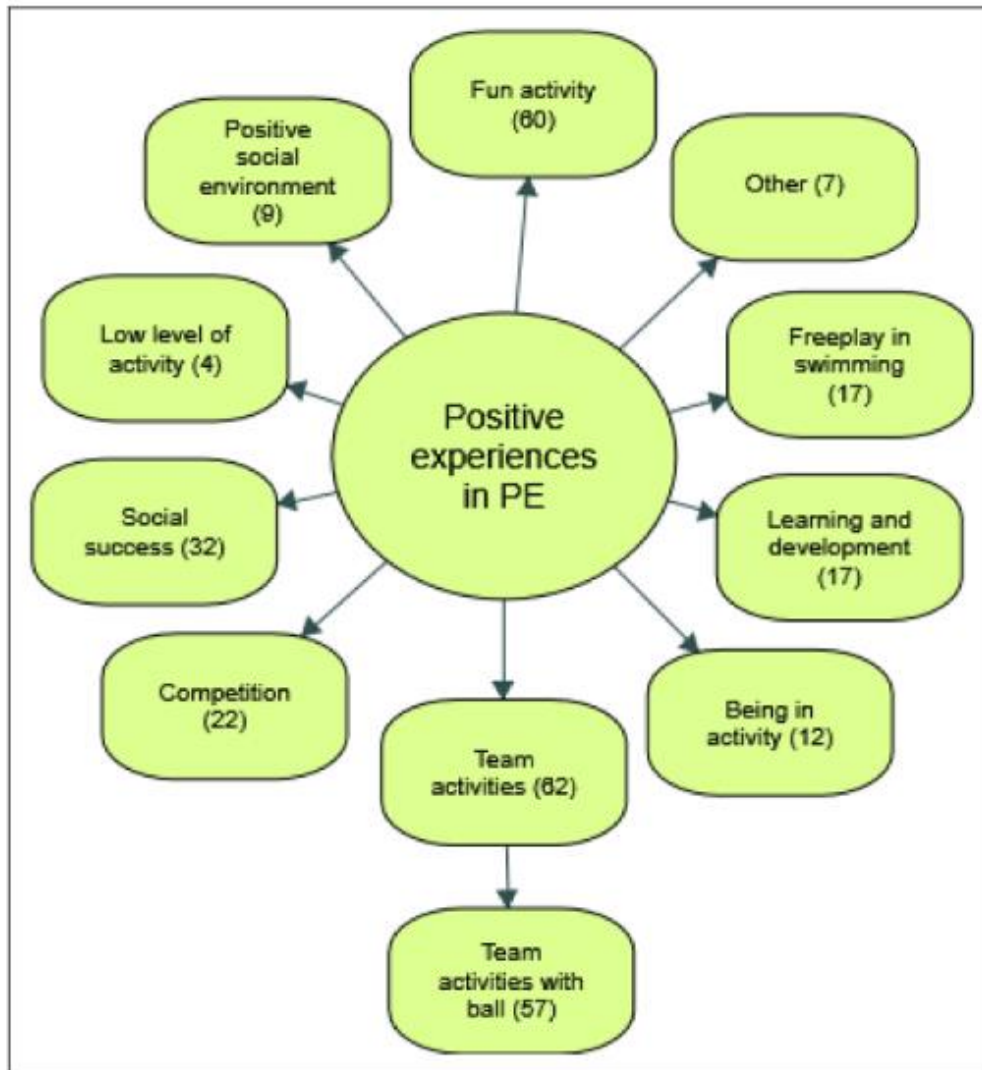 Fun activity
(60)
Positive
social
environment
(9)
Other (7)
Low level of
activity (4)
Freeplay in
swimming
(17)
Positive
experiences
in PE
Social
success (32)
Learning and
development
(17)
Competition
(22)
Being in
activity (12)
Team
activities (62)
Team
activities with
ball (57)